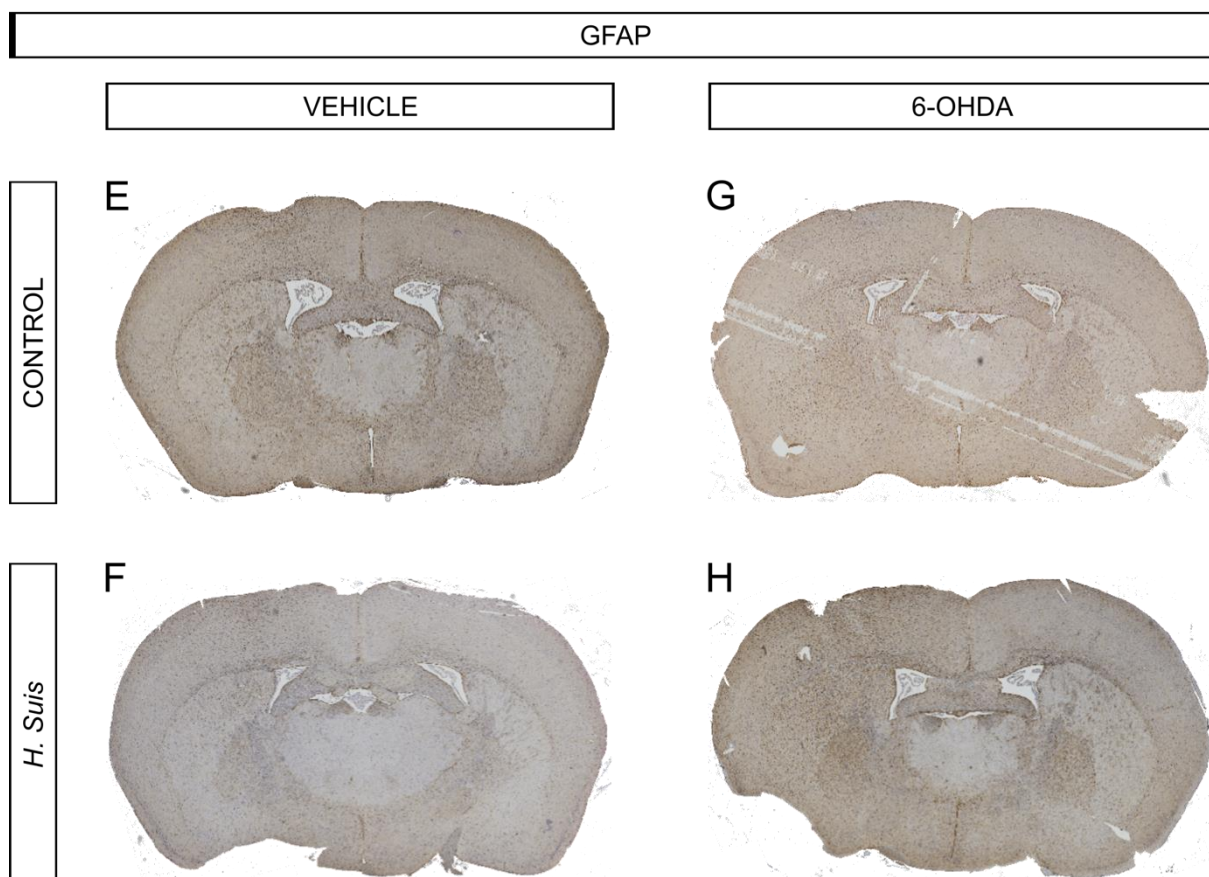 GFAP
VEHICLE
6-OHDA
CONTROL
E
G
H. Suis
F
H